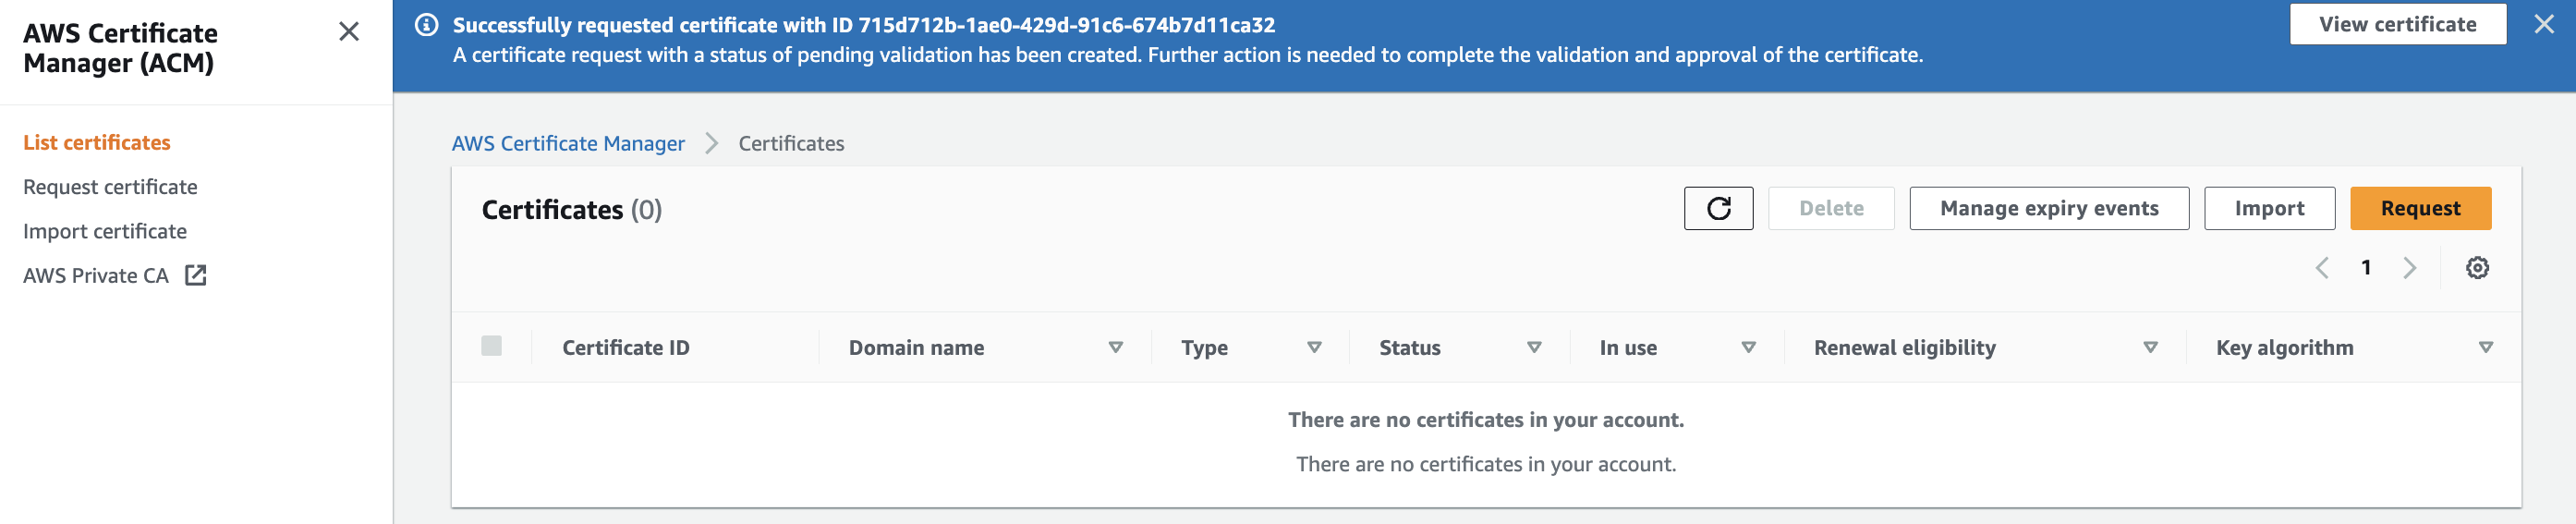 AWS Certificate
Manager (ACM)
List certificates
Request certificate
Import certificate
AWS Private CA
Successfully requested certificate with ID 715d712b-1ae0-429d-91c6-674b7d11ca32
A certificate request with a status of pending validation has been created. Further action is needed to complete the validation and approval of the certificate.
View certificate
AWS Certificate Manager > Certificates
Certificates (0)
Delete
Manage expiry events
Import
Request
1
Certificate ID
Domain name
Type
Status
In use
Renewal eligibility
Key algorithm
There are no certificates in your account.
There are no certificates in your account.